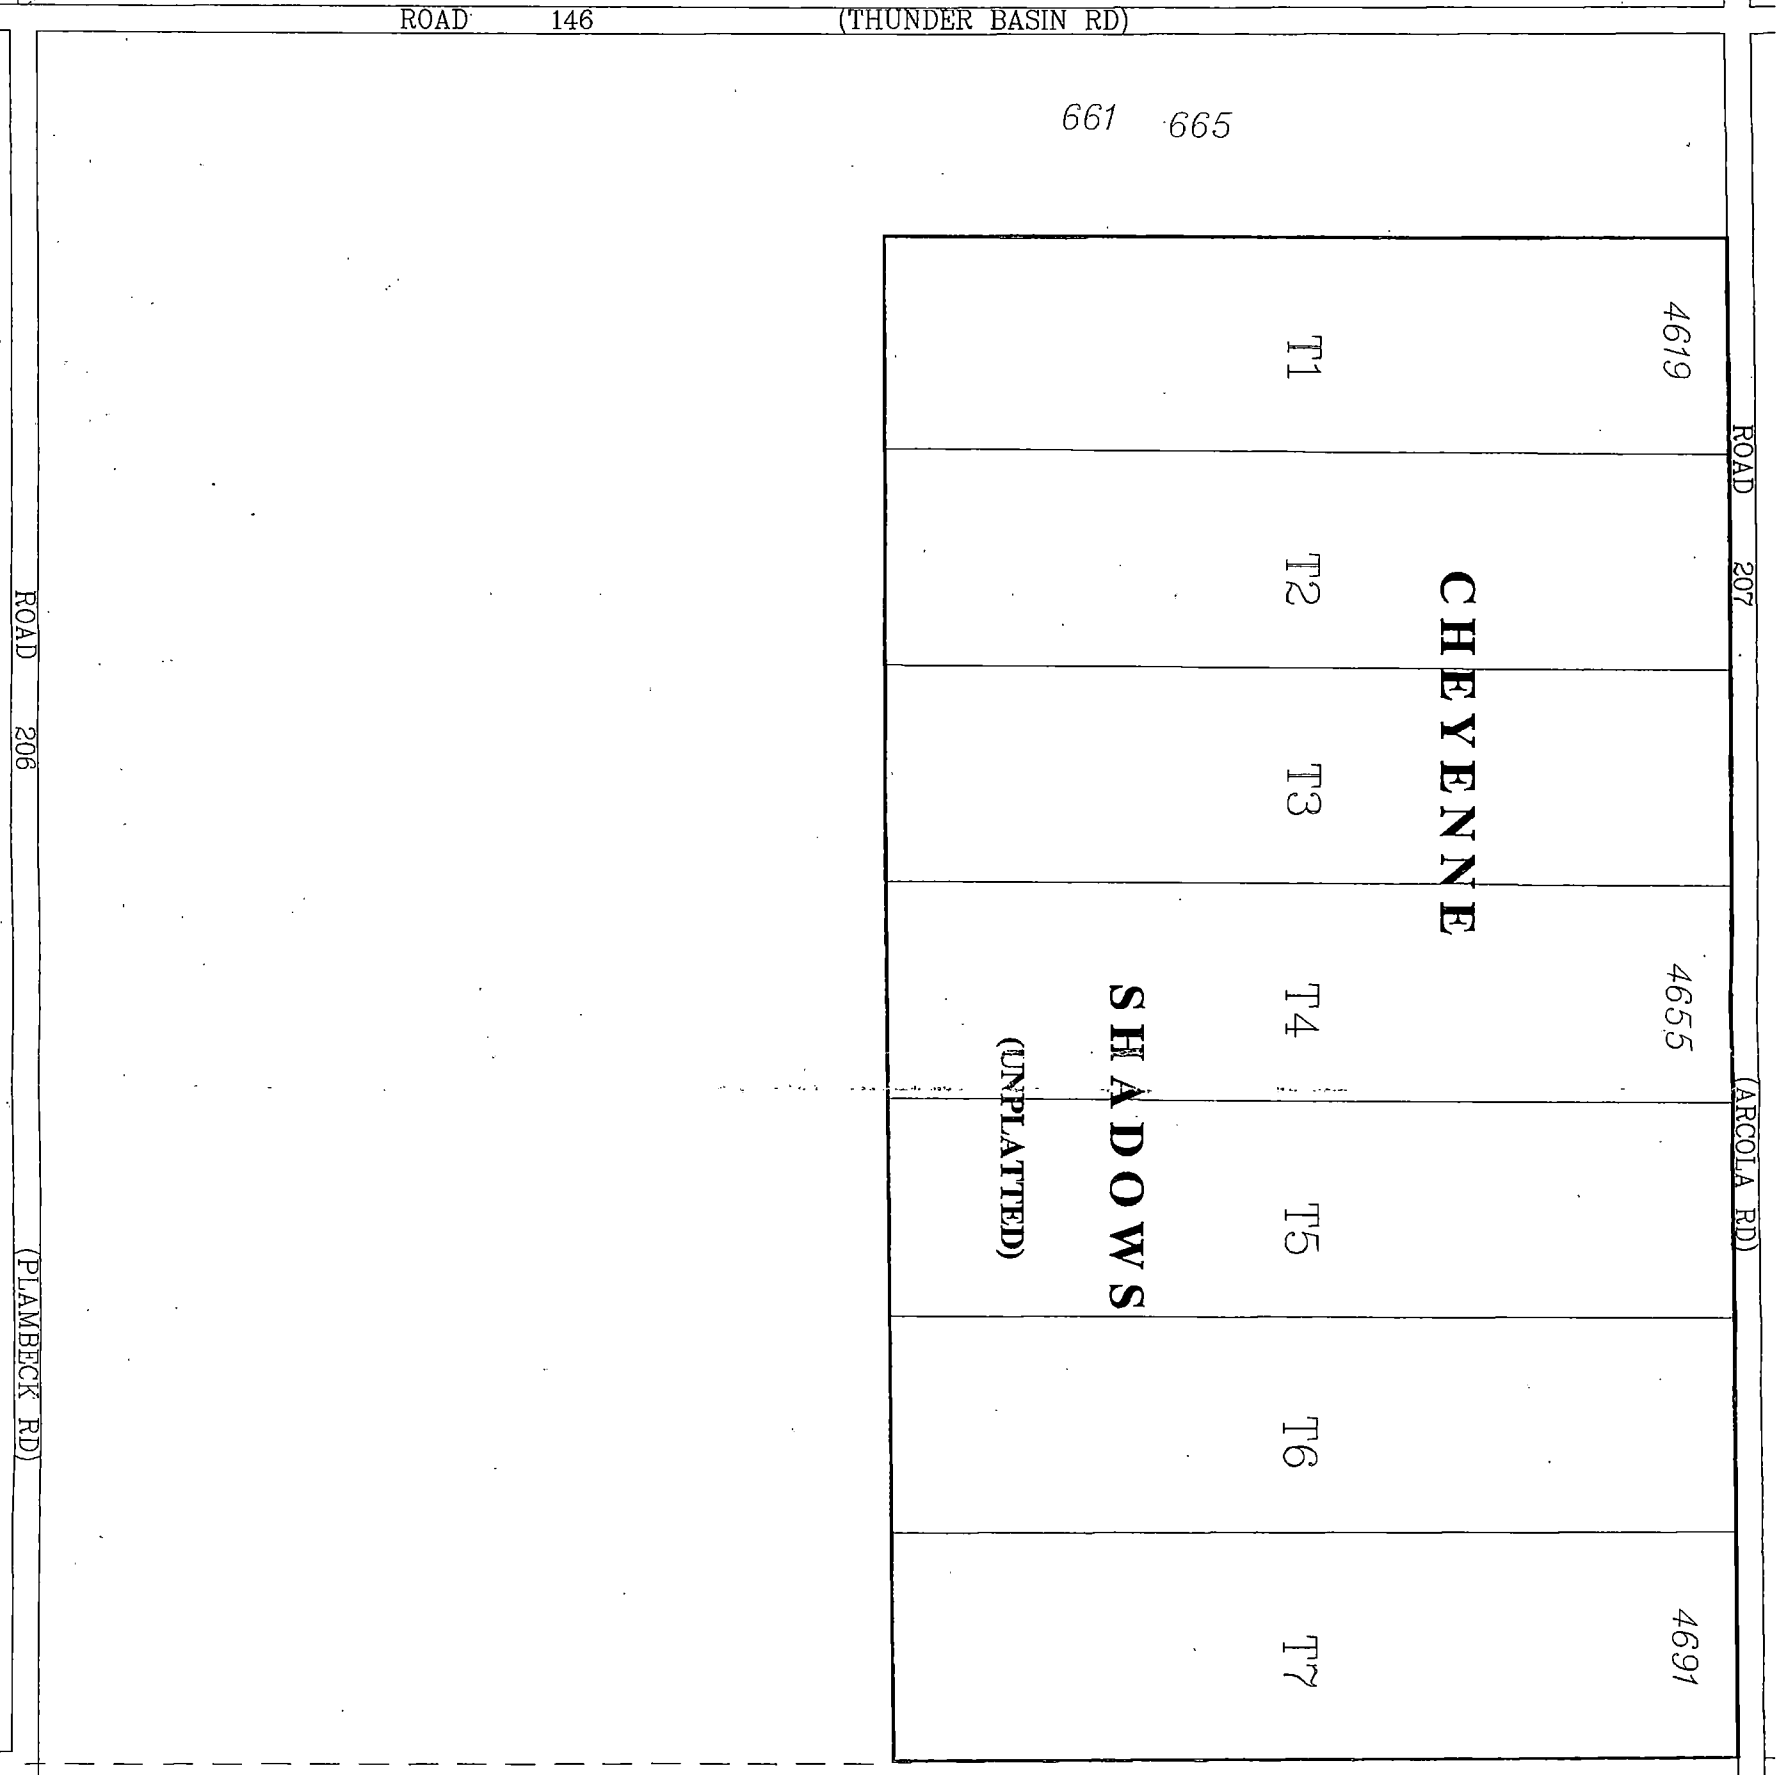 ROAD 146 (THUNDER BASIN RD)
661 665
4619
T1
ROAD 207 (ARCOLA RD)
T2
CHEYENNE
ROAD 206 (PLAMBECK RD)
T3
4655
T4
SHADOWS
(UNPLATTED)
T5
T6
4691
T7